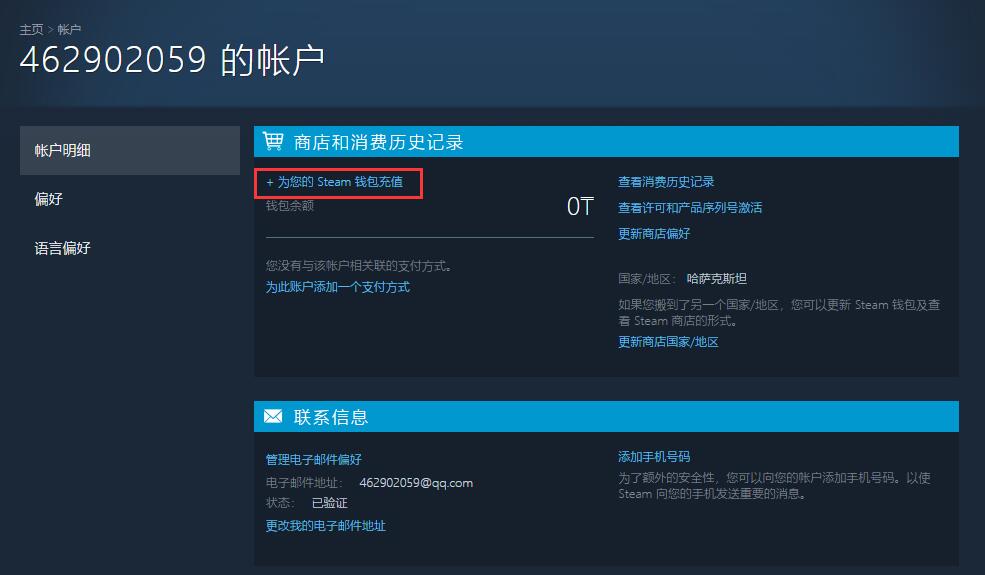 主页 > 帐户
462902059 的帐户
帐户明细
偏好
语言偏好
商店和消费历史记录
+ 为您的 Steam 钱包充值
钱包余额
0₸
您没有与该帐户相关联的支付方式。
为此账户添加一个支付方式
查看消费历史记录
查看许可和产品序列号激活
更新商店偏好
国家/地区： 哈萨克斯坦
如果您搬到了另一个国家/地区，您可以更新 Steam 钱包及查
看 Steam 商店的形式。
更新商店国家/地区
联系信息
管理电子邮件偏好
电子邮件地址： 462902059@qq.com
状态： 已验证
更改我的电子邮件地址
添加手机号码
为了额外的安全性，您可以向您的帐户添加手机号码。以使
Steam 向您的手机发送重要的消息。